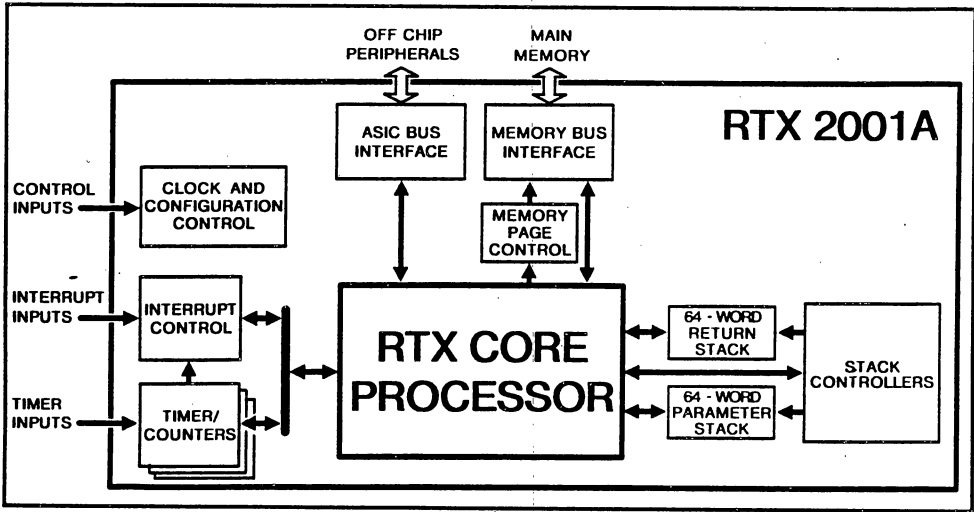 OFF CHIP
PERIPHERALS
MAIN
MEMORY
RTX 2001A
ASIC BUS
INTERFACE
MEMORY BUS
INTERFACE
CONTROL
INPUTS
CLOCK AND
CONFIGURATION
CONTROL
MEMORY
PAGE
CONTROL
INTERRUPT
INPUTS
INTERRUPT
CONTROL
RTX CORE
PROCESSOR
64 - WORD
RETURN
STACK
STACK
CONTROLLERS
64 - WORD
PARAMETER
STACK
TIMER
INPUTS
TIMER/
COUNTERS